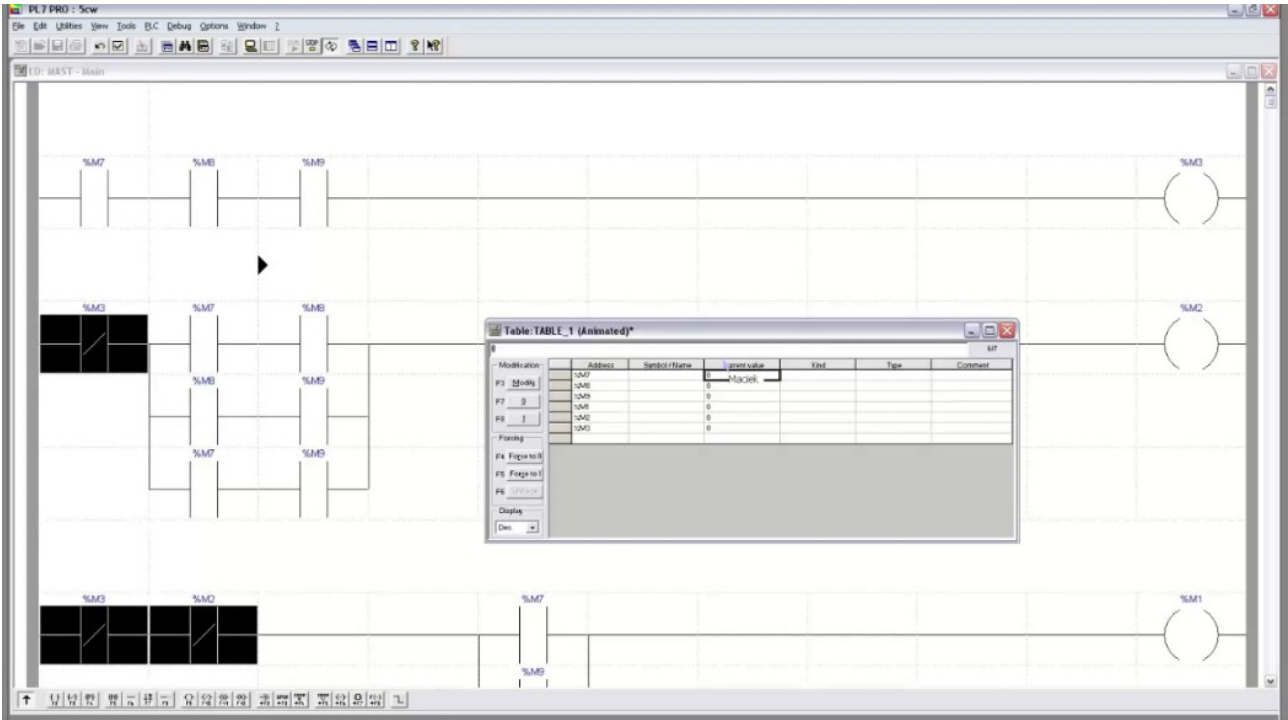 PL7 PRO : 5cw
File Edit Utilities View Tools PLC Debug Options Window ?
LD: MAST - Main
%M7 %M8 %M9 %M3
%M3 %M7 %M8 %M2
%M8 %M9
%M7 %M9
Table: TABLE_1 (Animated)*
0
Modification Address Symbol / Name Current value Kind Type Comment
%M7 0
Maciek
F3 Modify %M8 0
%M9 0
F7 0 %M1 0
%M2 0
F8 1 %M3 0
Forcing
F4 Force to 0
F5 Force to 1
F6
Display
Dec.
%M3 %M2 %M7 %M1
%M9